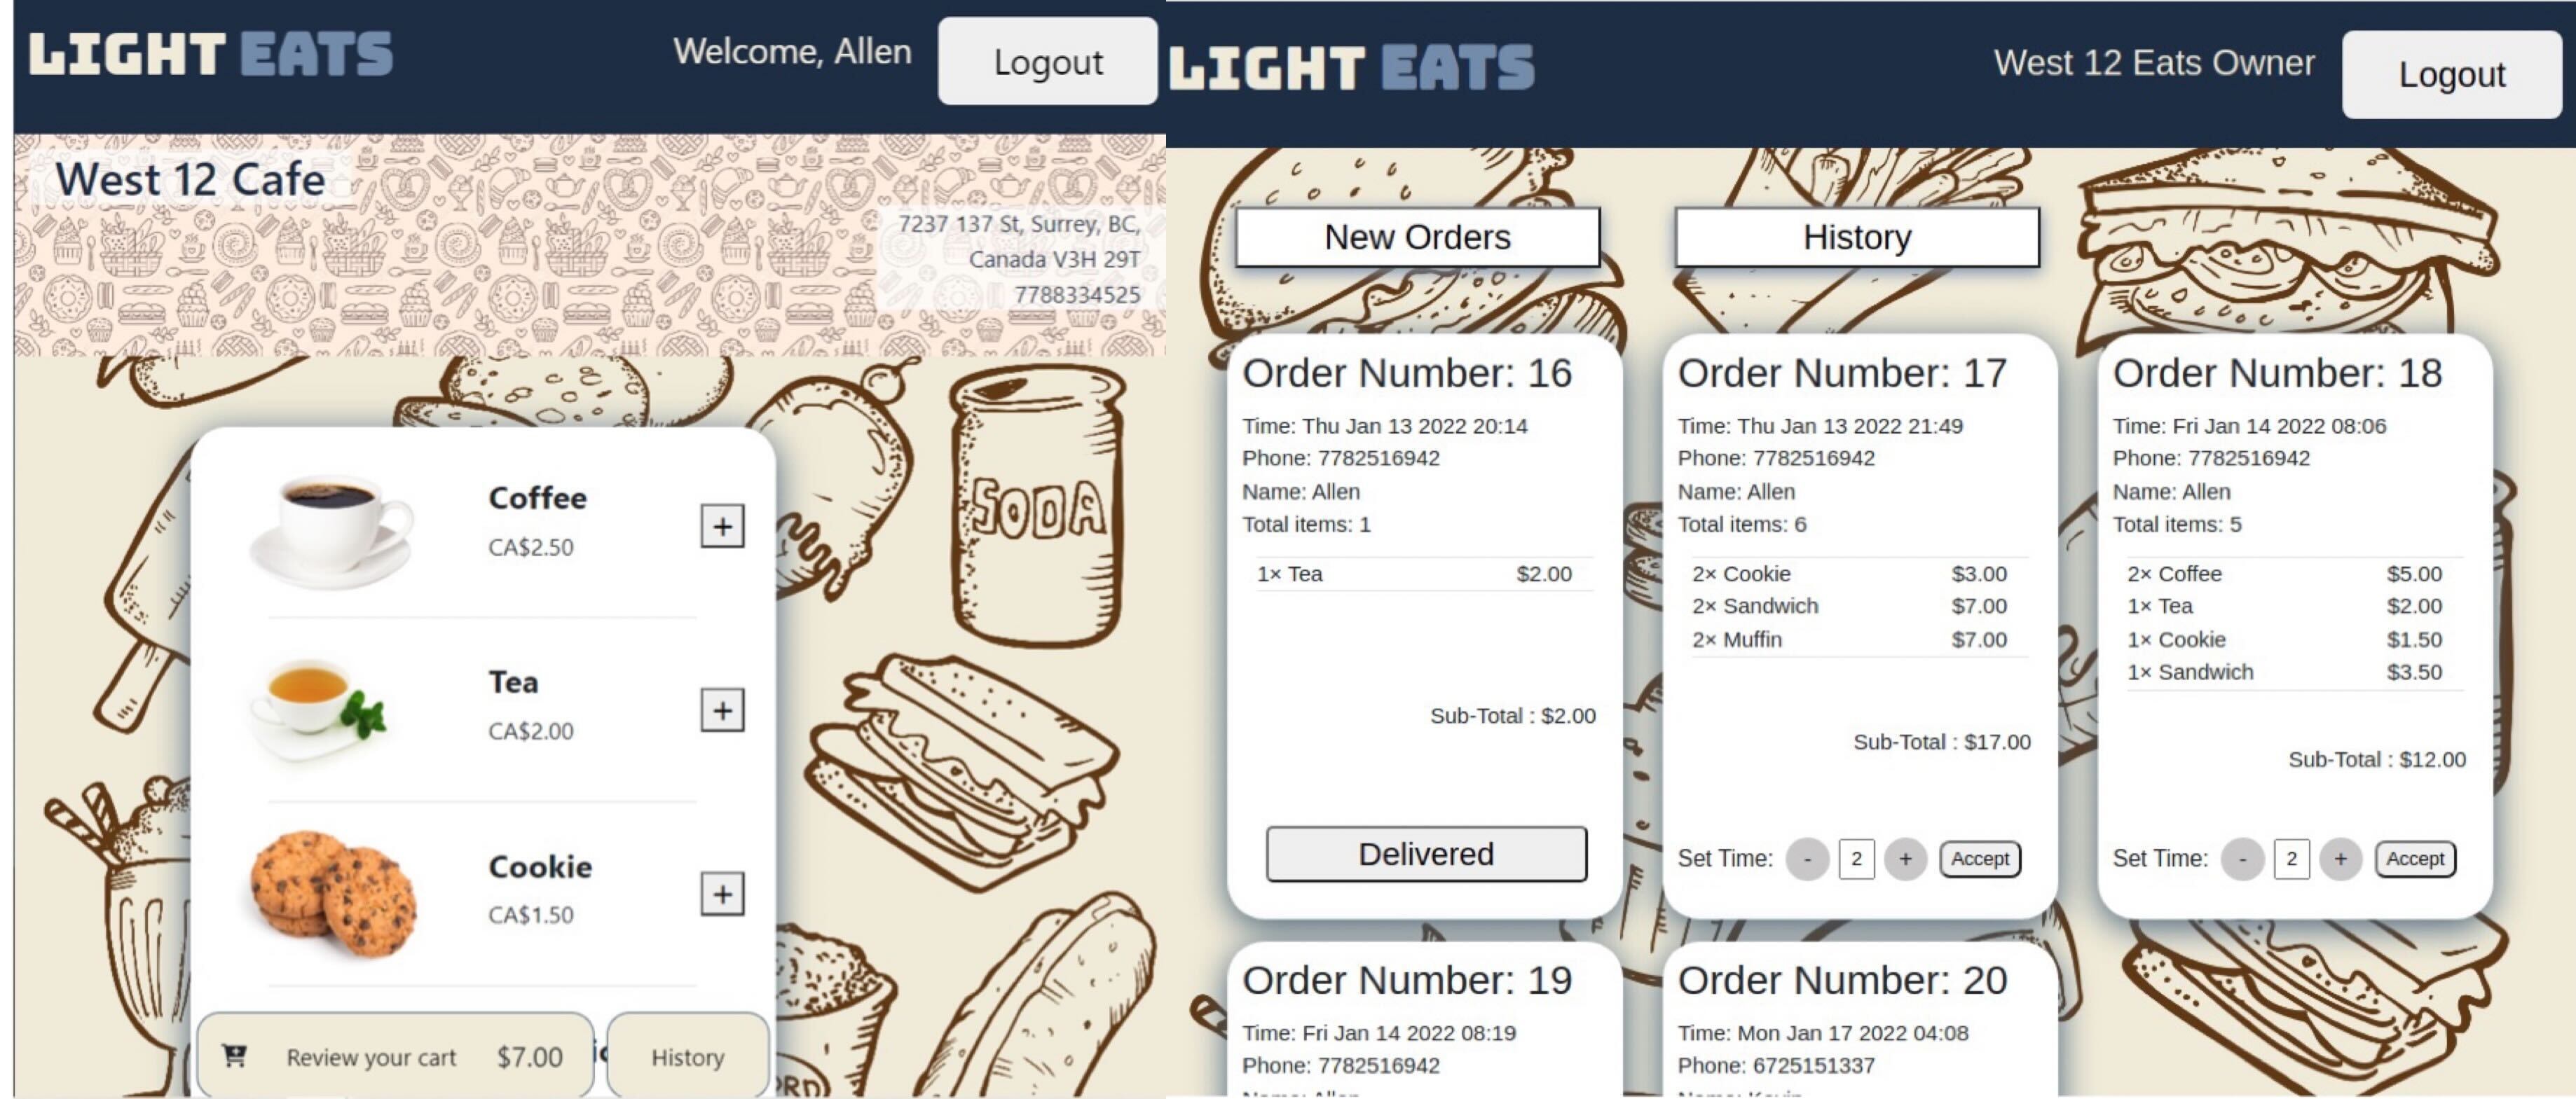 LIGHT EATS
Welcome, Allen
Logout
West 12 Cafe
7237 137 St, Surrey, BC,
Canada V3H 29T
7788334525
SODA
Coffee
CA$2.50
+
Tea
CA$2.00
+
Cookie
CA$1.50
+
Review your cart $7.00
History
LIGHT EATS
West 12 Eats Owner
Logout
New Orders
History
Order Number: 16
Time: Thu Jan 13 2022 20:14
Phone: 7782516942
Name: Allen
Total items: 1
1× Tea $2.00
Sub-Total : $2.00
Delivered
Order Number: 17
Time: Thu Jan 13 2022 21:49
Phone: 7782516942
Name: Allen
Total items: 6
2× Cookie $3.00
2× Sandwich $7.00
2× Muffin $7.00
Sub-Total : $17.00
Set Time: - 2 + Accept
Order Number: 18
Time: Fri Jan 14 2022 08:06
Phone: 7782516942
Name: Allen
Total items: 5
2× Coffee $5.00
1× Tea $2.00
1× Cookie $1.50
1× Sandwich $3.50
Sub-Total : $12.00
Set Time: - 2 + Accept
Order Number: 19
Time: Fri Jan 14 2022 08:19
Phone: 7782516942
Order Number: 20
Time: Mon Jan 17 2022 04:08
Phone: 6725151337